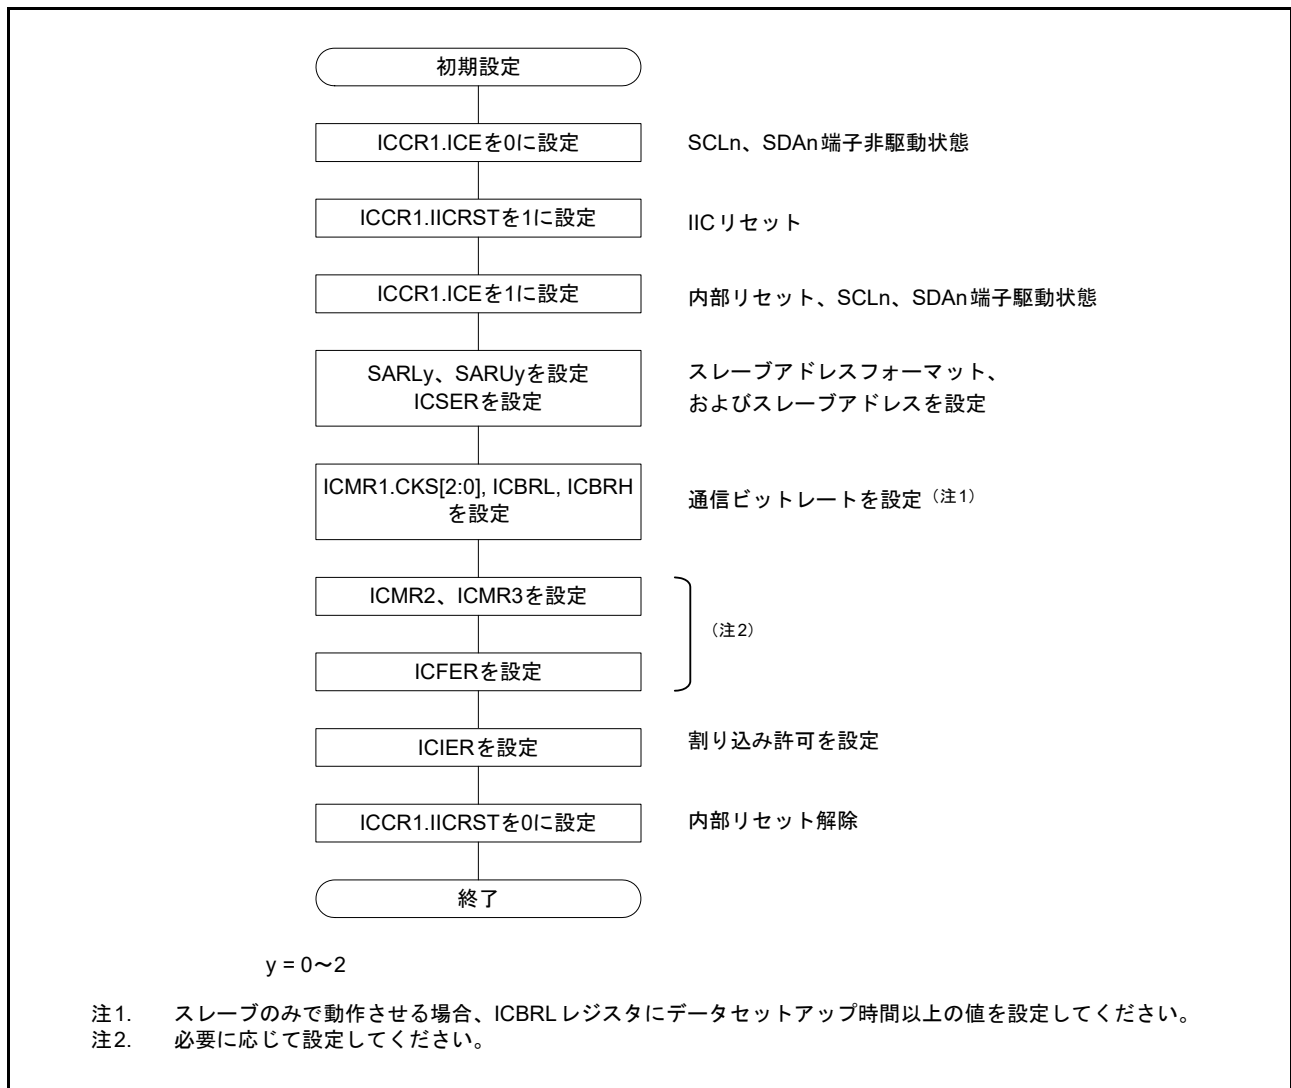 初期設定
ICCR1.ICEを0に設定
SCLn、SDAn端子非駆動状態
ICCR1.IICRSTを1に設定
IICリセット
ICCR1.ICEを1に設定
内部リセット、SCLn、SDAn端子駆動状態
SARLy、SARUyを設定
ICSERを設定
スレーブアドレスフォーマット、
およびスレーブアドレスを設定
ICMR1.CKS[2:0], ICBRL, ICBRH
を設定
通信ビットレートを設定（注1）
ICMR2、ICMR3を設定
（注2）
ICFERを設定
ICIERを設定
割り込み許可を設定
ICCR1.IICRSTを0に設定
内部リセット解除
終了
y = 0～2
注1. スレーブのみで動作させる場合、ICBRLレジスタにデータセットアップ時間以上の値を設定してください。
注2. 必要に応じて設定してください。